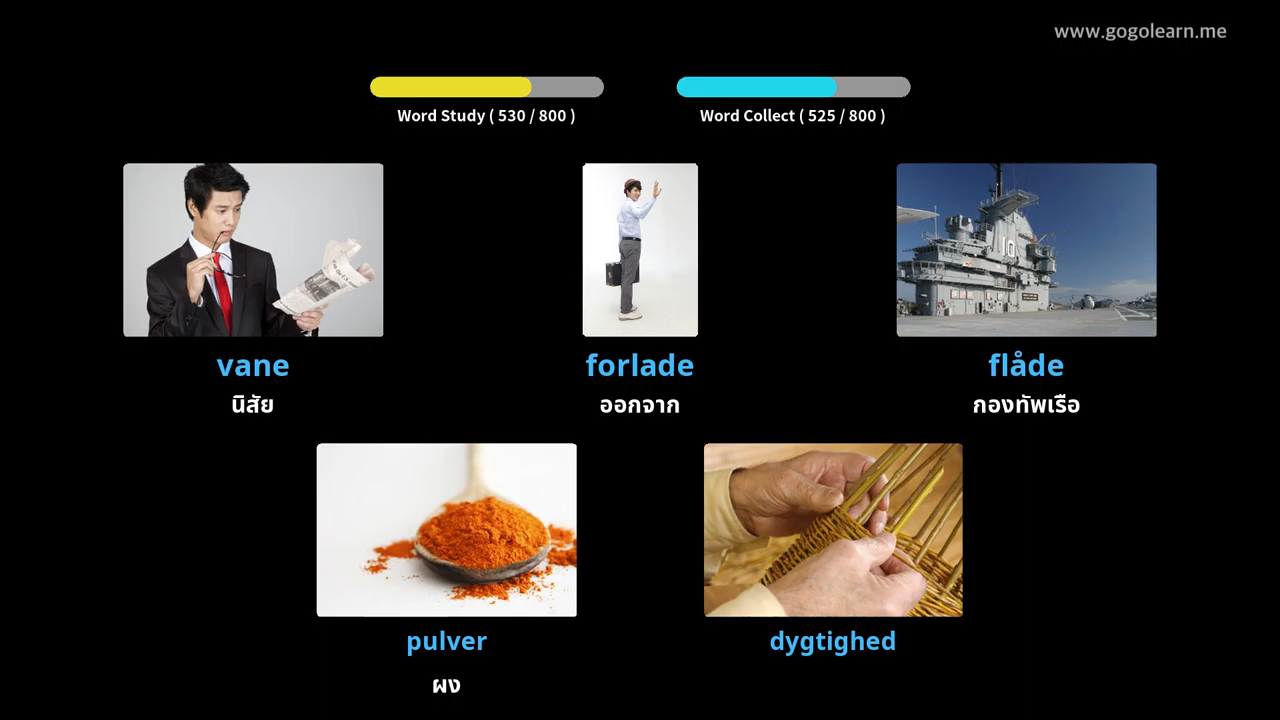 www.gogolearn.me
Word Study ( 530 / 800 )
Word Collect ( 525 / 800 )
vane
นิสัย
forlade
ออกจาก
flåde
กองทัพเรือ
pulver
ผง
dygtighed